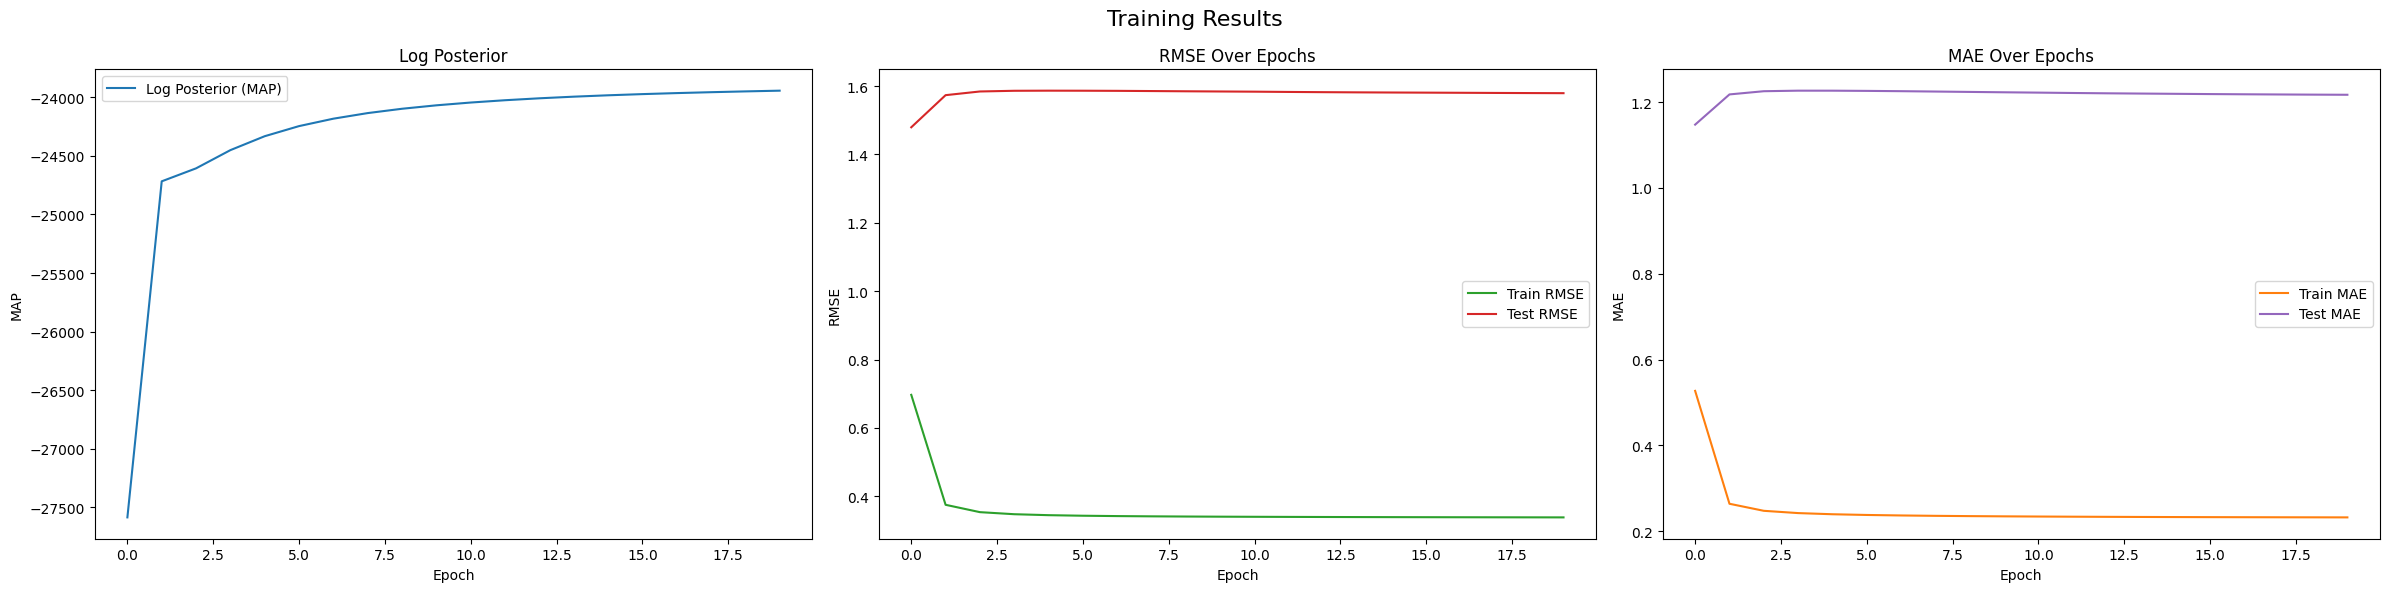 Training Results
Log Posterior
Log Posterior (MAP)
MAP
−24000
−24500
−25000
−25500
−26000
−26500
−27000
−27500
0.0 2.5 5.0 7.5 10.0 12.5 15.0 17.5
Epoch
RMSE Over Epochs
RMSE
1.6
1.4
1.2
1.0
0.8
0.6
0.4
Train RMSE
Test RMSE
0.0 2.5 5.0 7.5 10.0 12.5 15.0 17.5
Epoch
MAE Over Epochs
MAE
1.2
1.0
0.8
0.6
0.4
0.2
Train MAE
Test MAE
0.0 2.5 5.0 7.5 10.0 12.5 15.0 17.5
Epoch